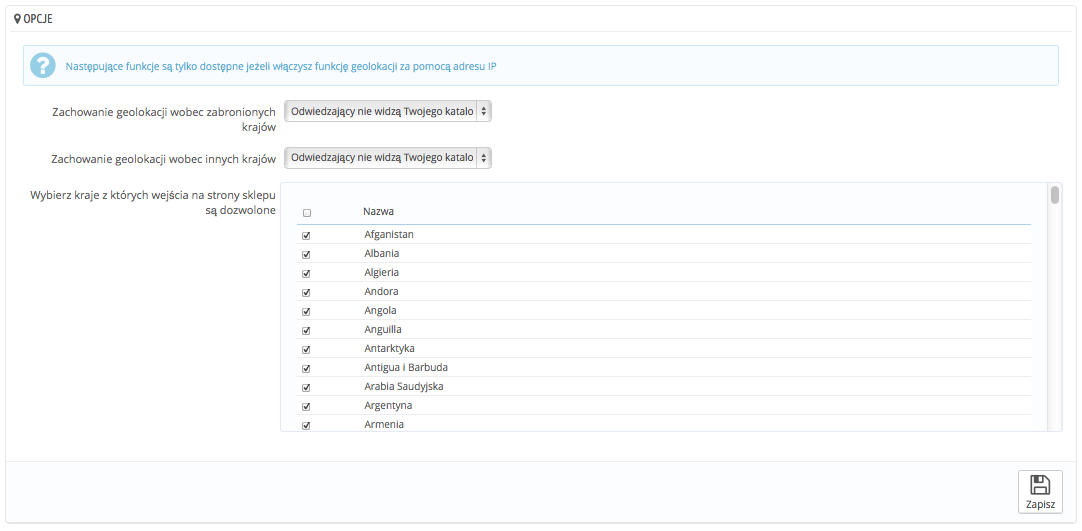 OPCJE
Następujące funkcje są tylko dostępne jeżeli włączysz funkcję geolokacji za pomocą adresu IP
Zachowanie geolokacji wobec zabronionych
krajów
Odwiedzający nie widzą Twojego katalo
Zachowanie geolokacji wobec innych krajów
Odwiedzający nie widzą Twojego katalo
Wybierz kraje z których wejścia na strony sklepu
są dozwolone
Nazwa
Afganistan
Albania
Algieria
Andora
Angola
Anguilla
Antarktyka
Antigua i Barbuda
Arabia Saudyjska
Argentyna
Armenia
Zapisz